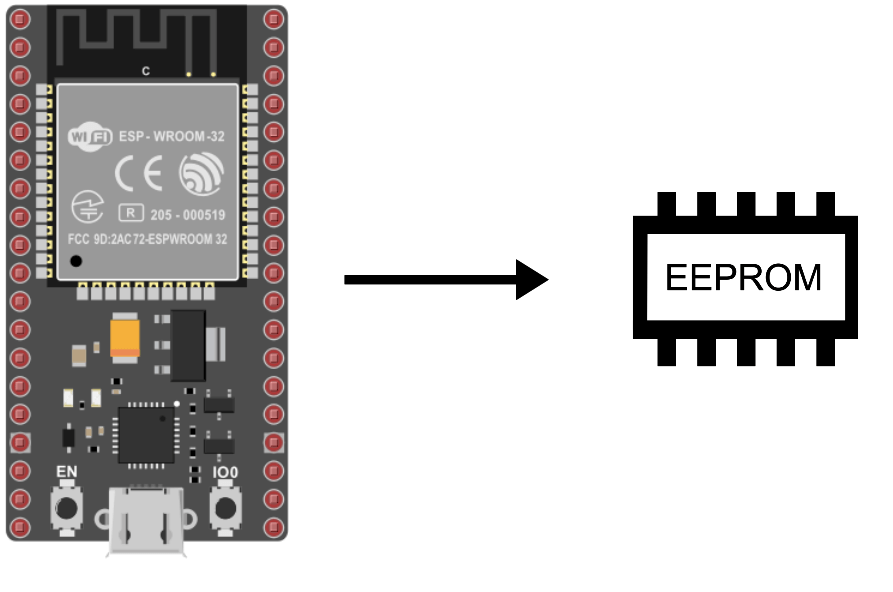 C
WiFi ESP - WROOM -32
CE
R 205 - 000519
FCC 9D:2AC72-ESPWROOM 32
EEPROM
EN
IO0